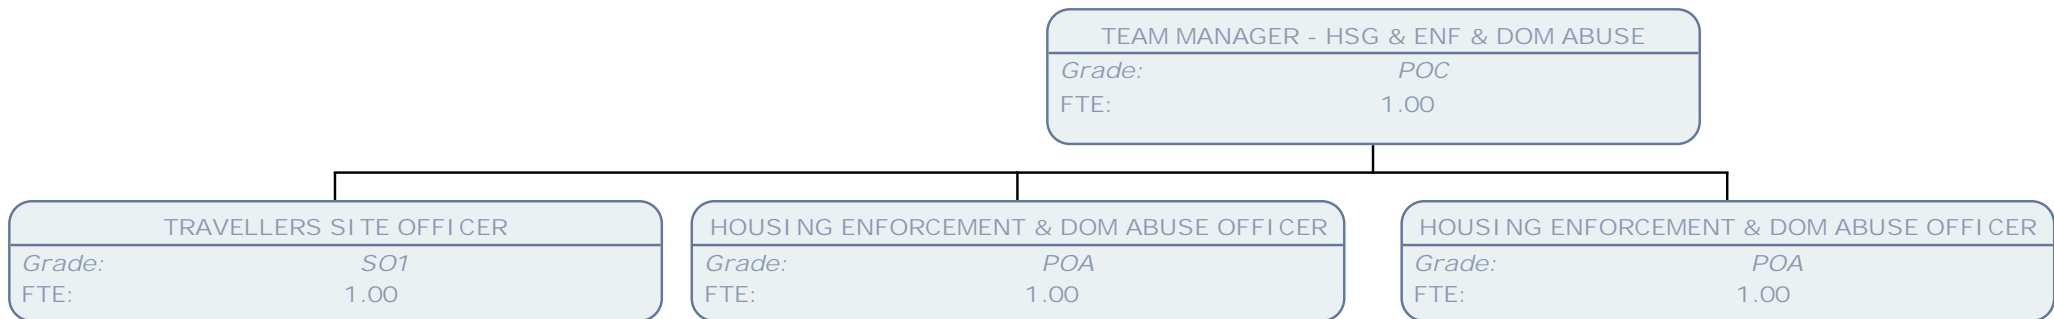 TEAM MANAGER - HSG & ENF & DOM ABUSE
Grade: POC
FTE: 1.00
TRAVELLERS SITE OFFICER
Grade: SO1
FTE: 1.00
HOUSING ENFORCEMENT & DOM ABUSE OFFICER
Grade: POA
FTE: 1.00
HOUSING ENFORCEMENT & DOM ABUSE OFFICER
Grade: POA
FTE: 1.00